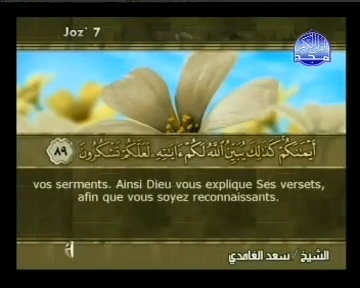 Joz' 7
أَيْمَٰنَكُمْ كَذَٰلِكَ يُبَيِّنُ ٱللَّهُ لَكُمْ ءَايَٰتِهِۦ لَعَلَّكُمْ تَشْكُرُونَ ٨٩
vos serments. Ainsi Dieu vous explique Ses versets,
afin que vous soyez reconnaissants.
الشيخ / سعد الغامدي